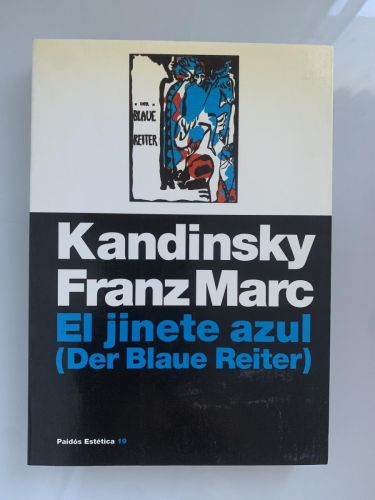 DER
BLAUE
REITER
Kandinsky
Franz Marc
El jinete azul
(Der Blaue Reiter)
Paidós Estética 19